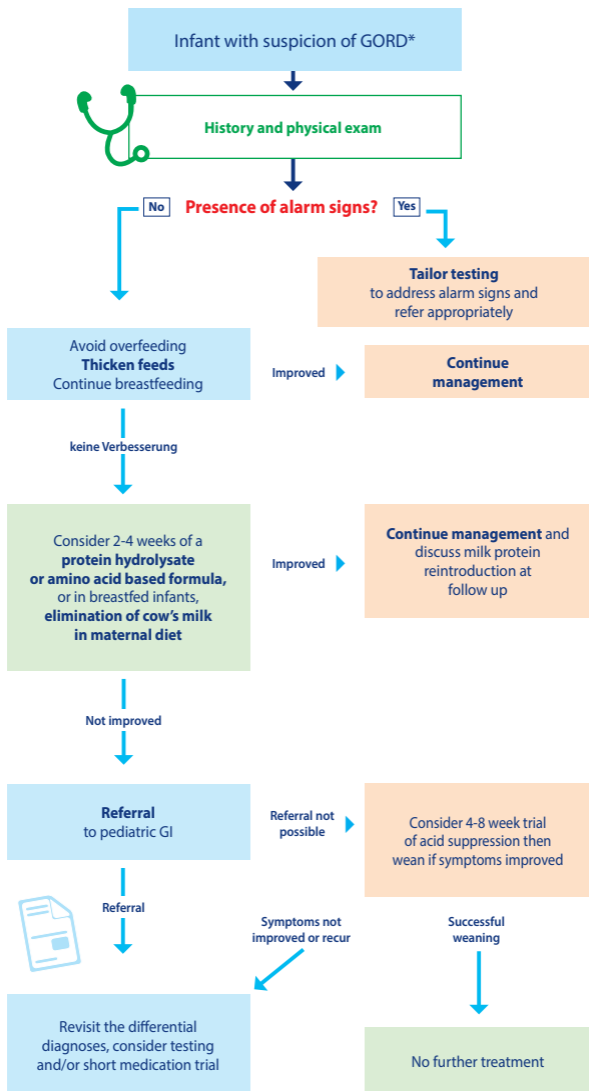 Infant with suspicion of GORD*
History and physical exam
No
Presence of alarm signs?
Yes
Tailor testing
to address alarm signs and
refer appropriately
Avoid overfeeding
Thicken feeds
Continue breastfeeding
Improved
Continue
management
keine Verbesserung
Consider 2-4 weeks of a
protein hydrolysate
or amino acid based formula,
or in breastfed infants,
elimination of cow's milk
in maternal diet
Improved
Continue management and
discuss milk protein
reintroduction at
follow up
Not improved
Referral
to pediatric GI
Referral not
possible
Consider 4-8 week trial
of acid suppression then
wean if symptoms improved
Referral
Symptoms not
improved or recur
Successful
weaning
Revisit the differential
diagnoses, consider testing
and/or short medication trial
No further treatment